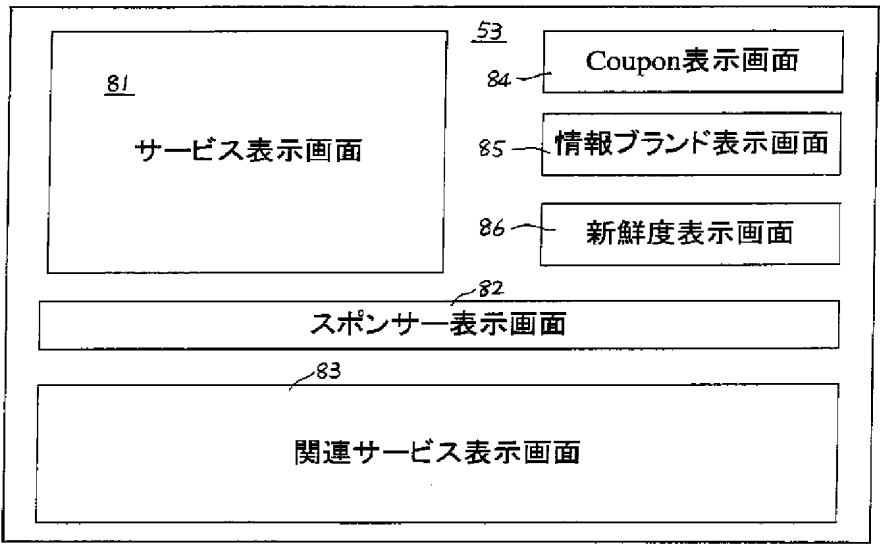 53
81
サービス表示画面
84
Coupon表示画面
85
情報ブランド表示画面
86
新鮮度表示画面
82
スポンサー表示画面
83
関連サービス表示画面